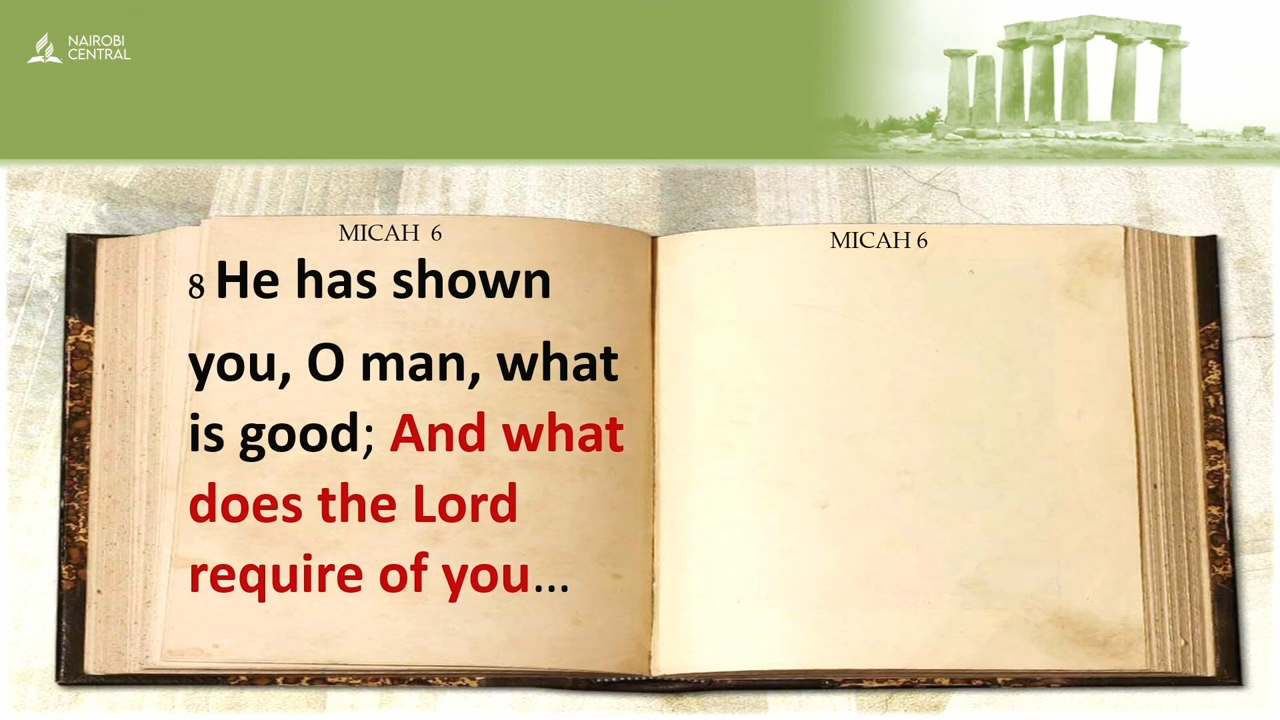 NAIROBI
CENTRAL
MICAH 6
8 He has shown
you, O man, what
is good; And what
does the Lord
require of you...
MICAH 6